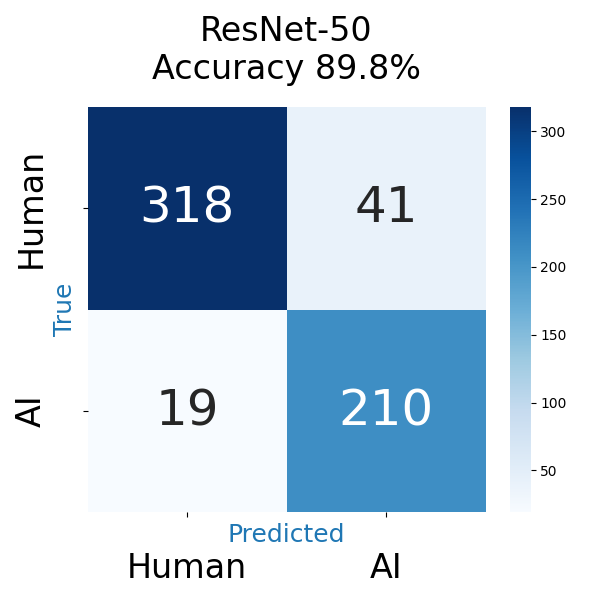 ResNet-50
Accuracy 89.8%
Human
318
41
300
250
200
True
150
AI
19
210
100
50
Predicted
Human
AI